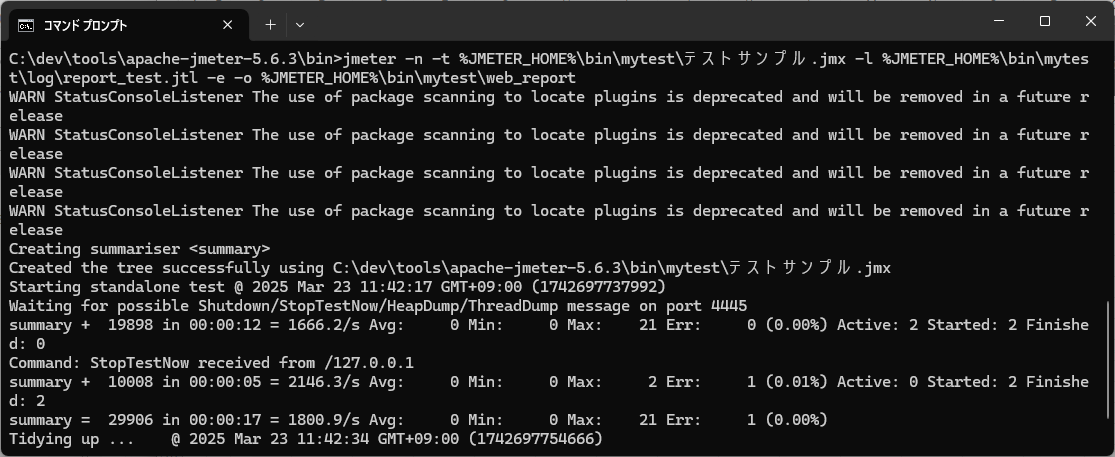 コマンド プロンプト
C:\dev\tools\apache-jmeter-5.6.3\bin>jmeter -n -t %JMETER_HOME%\bin\mytest\テストサンプル.jmx -l %JMETER_HOME%\bin\mytes
t\log\report_test.jtl -e -o %JMETER_HOME%\bin\mytest\web_report
WARN StatusConsoleListener The use of package scanning to locate plugins is deprecated and will be removed in a future r
elease
WARN StatusConsoleListener The use of package scanning to locate plugins is deprecated and will be removed in a future r
elease
WARN StatusConsoleListener The use of package scanning to locate plugins is deprecated and will be removed in a future r
elease
WARN StatusConsoleListener The use of package scanning to locate plugins is deprecated and will be removed in a future r
elease
Creating summariser <summary>
Created the tree successfully using C:\dev\tools\apache-jmeter-5.6.3\bin\mytest\テストサンプル.jmx
Starting standalone test @ 2025 Mar 23 11:42:17 GMT+09:00 (1742697737992)
Waiting for possible Shutdown/StopTestNow/HeapDump/ThreadDump message on port 4445
summary +  19898 in 00:00:12 = 1666.2/s Avg:     0 Min:     0 Max:    21 Err:     0 (0.00%) Active: 2 Started: 2 Finishe
d: 0
Command: StopTestNow received from /127.0.0.1
summary +  10008 in 00:00:05 = 2146.3/s Avg:     0 Min:     0 Max:     2 Err:     1 (0.01%) Active: 0 Started: 2 Finishe
d: 2
summary =  29906 in 00:00:17 = 1800.9/s Avg:     0 Min:     0 Max:    21 Err:     1 (0.00%)
Tidying up ...    @ 2025 Mar 23 11:42:34 GMT+09:00 (1742697754666)